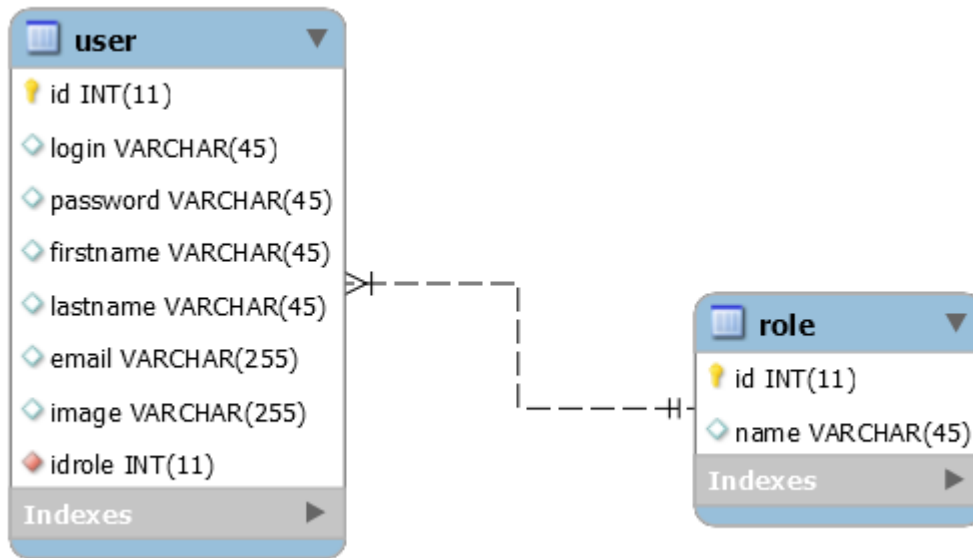 user
id INT(11)
login VARCHAR(45)
password VARCHAR(45)
firstname VARCHAR(45)
lastname VARCHAR(45)
email VARCHAR(255)
image VARCHAR(255)
idrole INT(11)
Indexes
role
id INT(11)
name VARCHAR(45)
Indexes